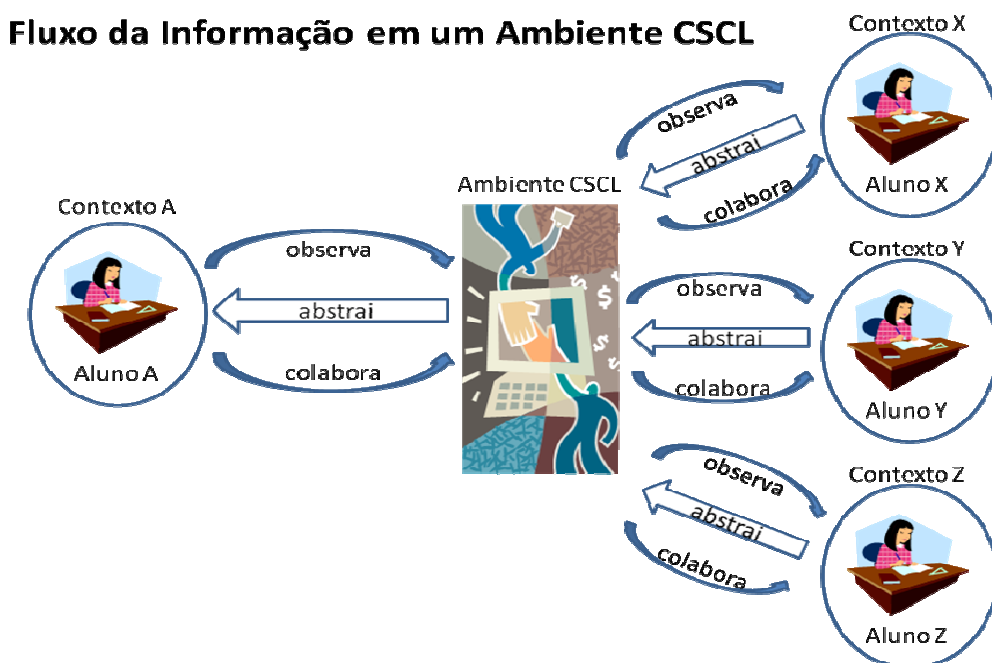 Fluxo da Informação em um Ambiente CSCL
Contexto A
observa
abstrai
colabora
Aluno A
Ambiente CSCL
Contexto X
observa
abstrai
colabora
Aluno X
Contexto Y
observa
abstrai
colabora
Aluno Y
Contexto Z
observa
abstrai
colabora
Aluno Z
$
$